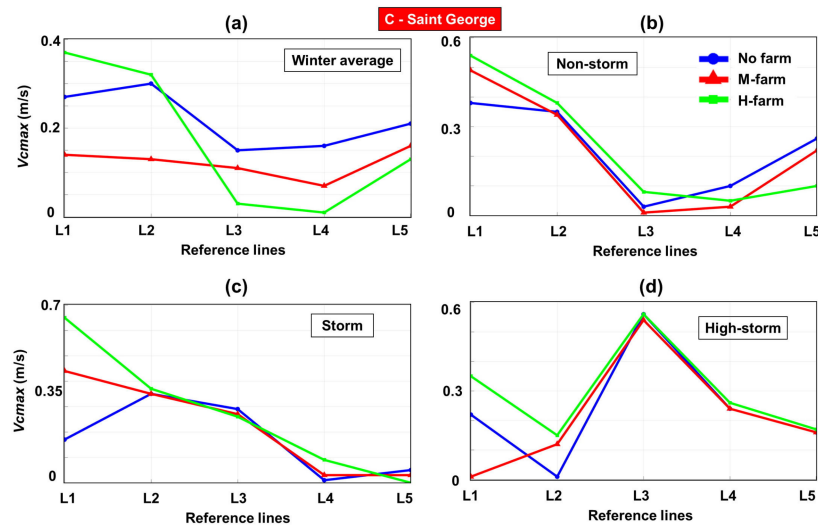 C - Saint George
(a)
Winter average
Vcmax (m/s)
0.4
0.2
0
L1 L2 L3 L4 L5
Reference lines
(b)
Non-storm
No farm
M-farm
H-farm
0.6
0.3
0
L1 L2 L3 L4 L5
Reference lines
(c)
Storm
Vcmax (m/s)
0.7
0.35
0
L1 L2 L3 L4 L5
Reference lines
(d)
High-storm
0.6
0.3
0
L1 L2 L3 L4 L5
Reference lines